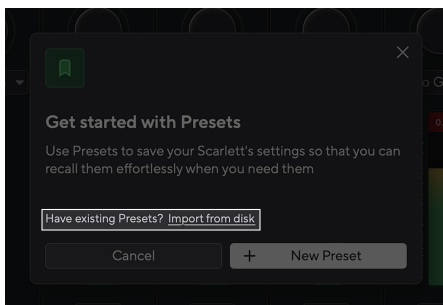 Get started with Presets
Use Presets to save your Scarlett's settings so that you can
recall them effortlessly when you need them
Have existing Presets? Import from disk
Cancel
+ New Preset